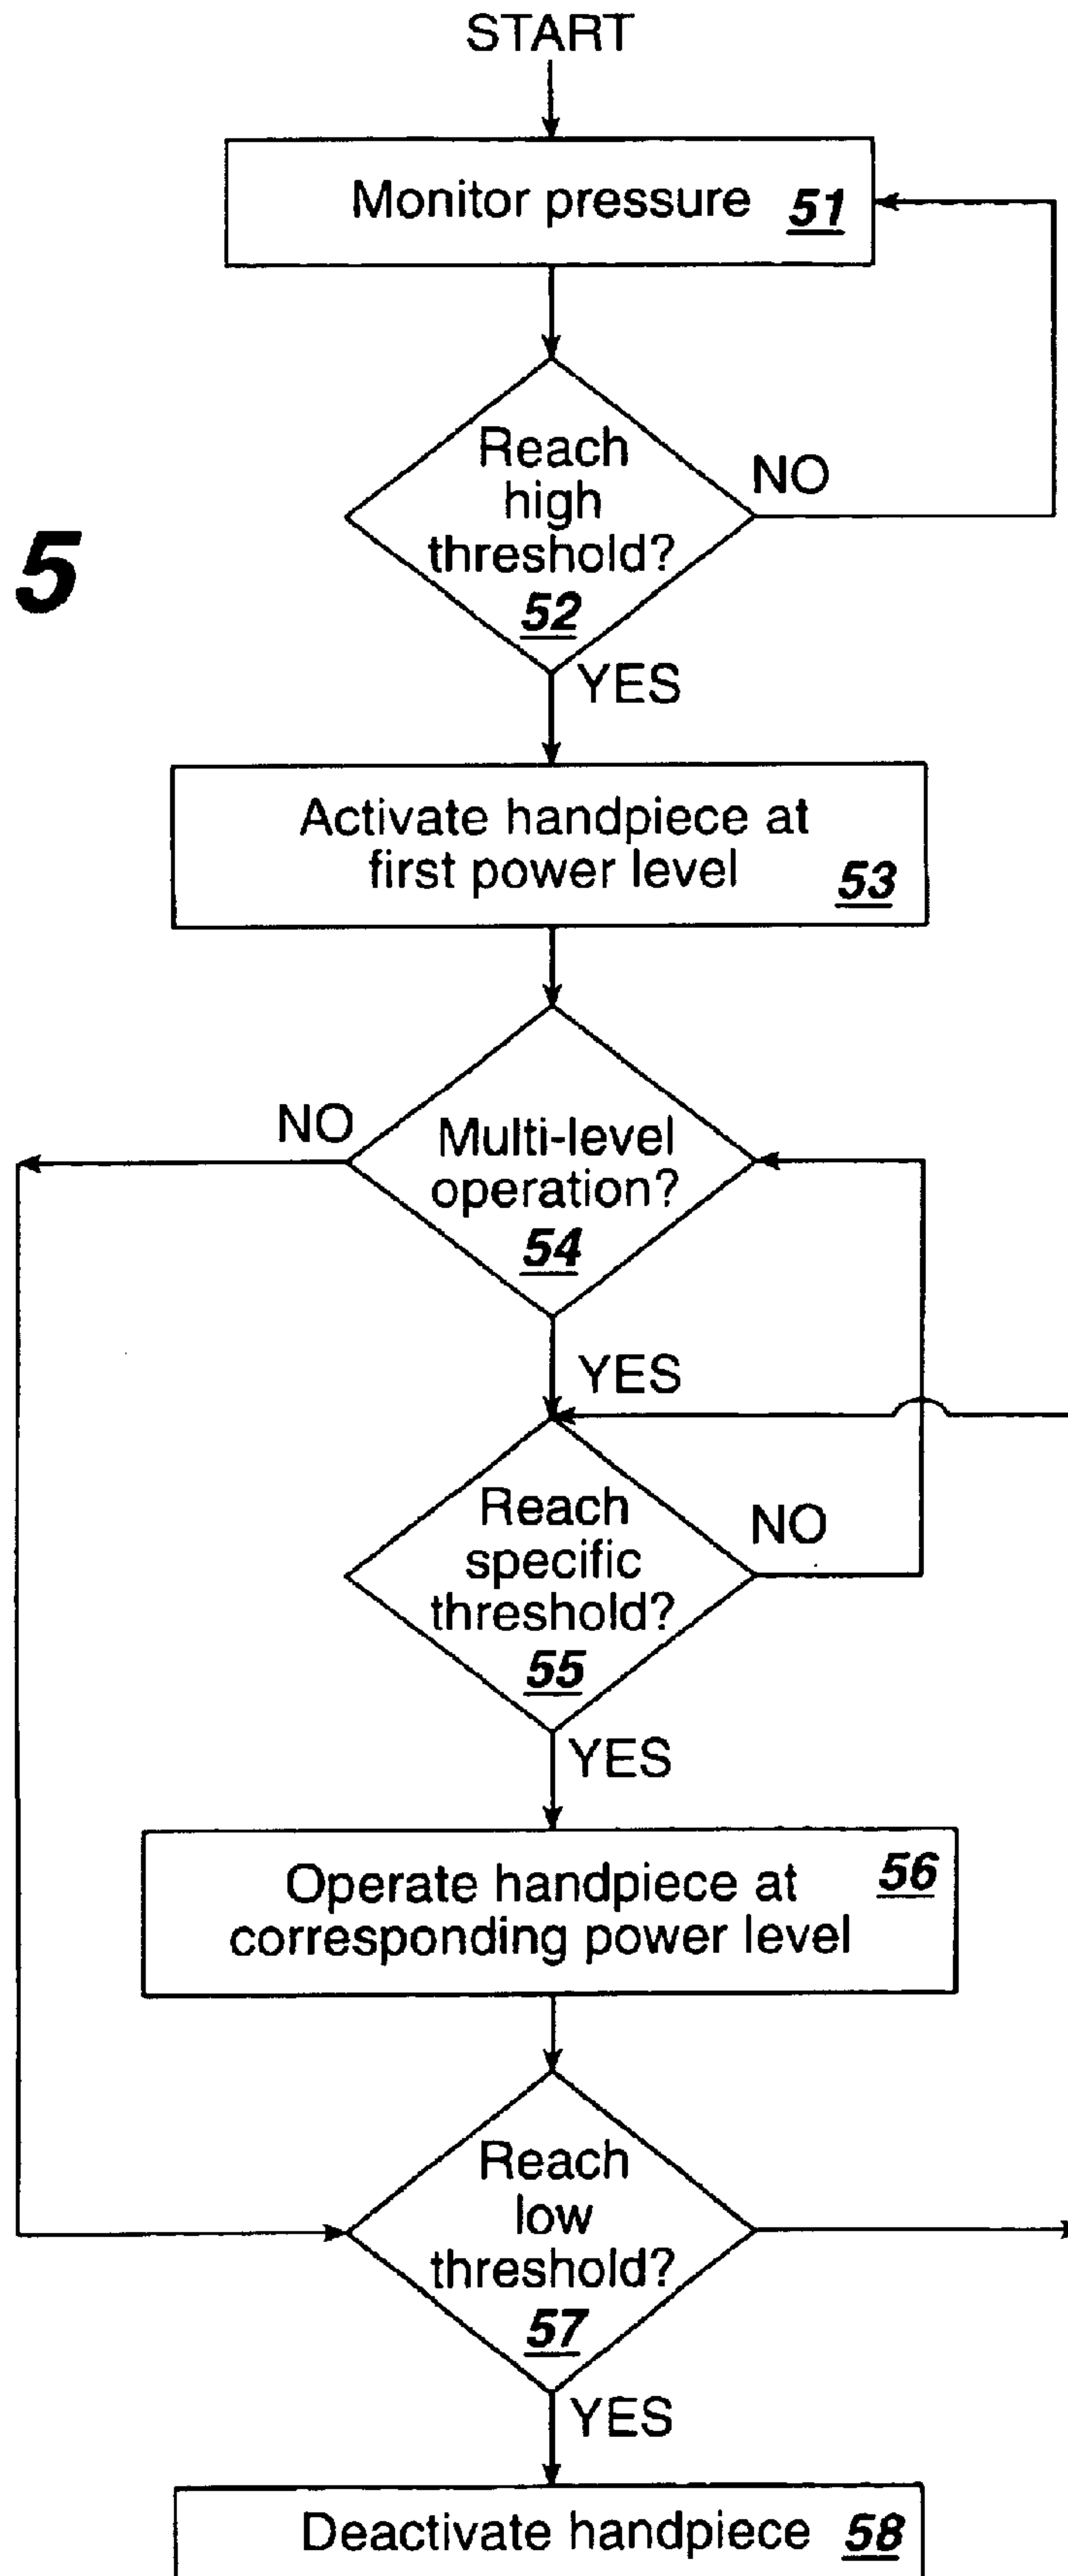 START
Monitor pressure 51
Reach
high
threshold?
52
NO
5
YES
Activate handpiece at
first power level 53
NO
Multi-level
operation?
54
YES
Reach
specific
threshold?
55
NO
YES
Operate handpiece at 56
corresponding power level
Reach
low
threshold?
57
YES
Deactivate handpiece 58